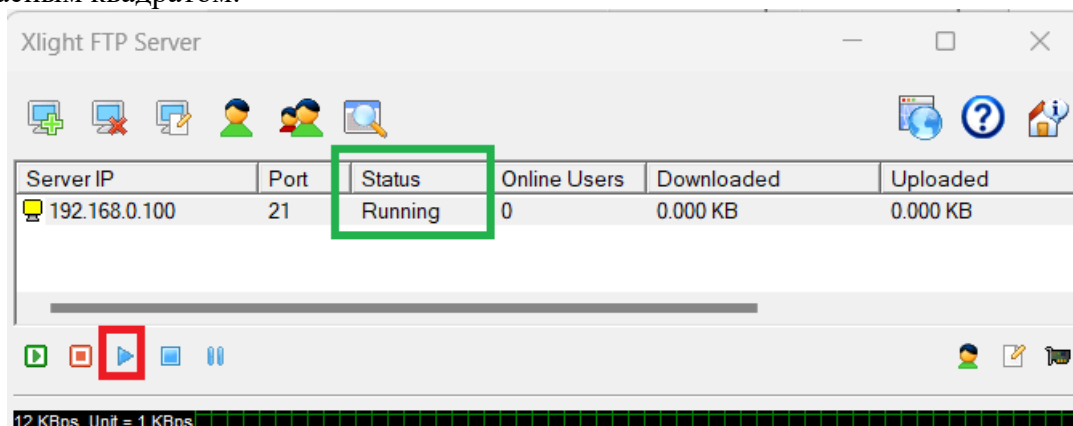 квадратом.
Xlight FTP Server
Server IP Port Status Online Users Downloaded Uploaded
192.168.0.100 21 Running 0 0.000 KB 0.000 KB
12 KBps, Unit = 1 KBps